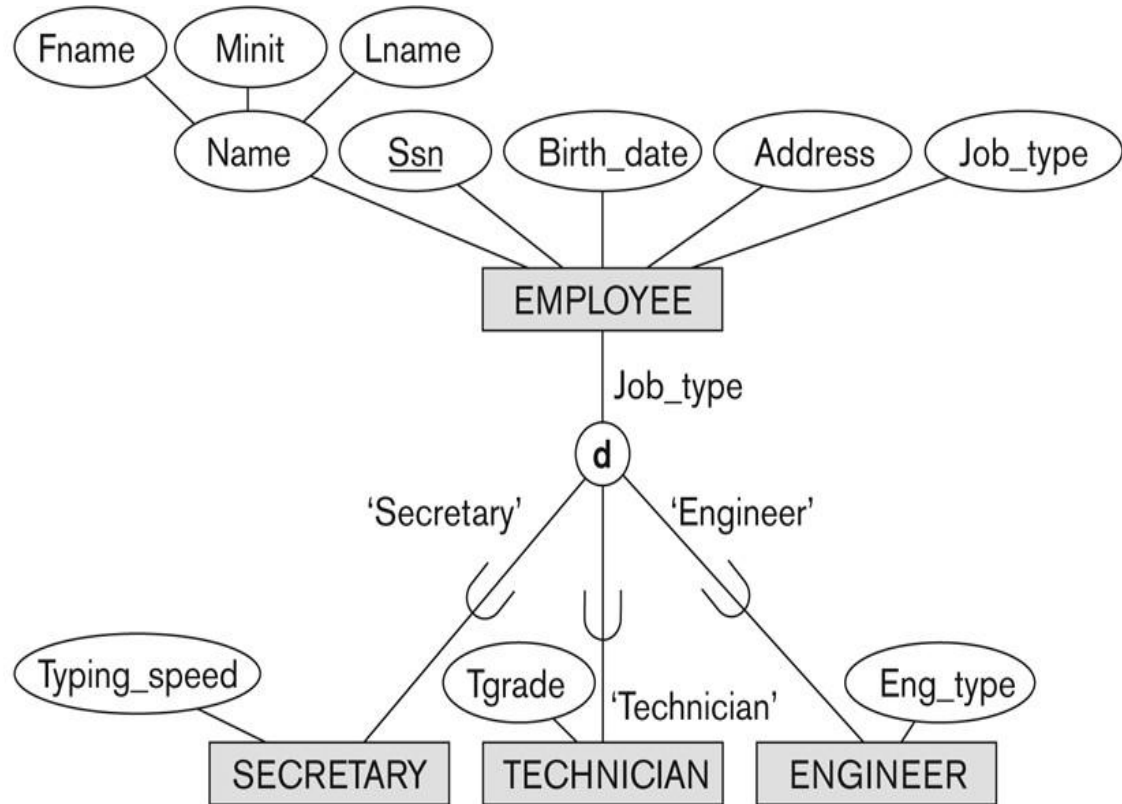 Fname
Minit
Lname
Name
Ssn
Birth_date
Address
Job_type
EMPLOYEE
Job_type
d
‘Secretary’
‘Engineer’
Typing_speed
Tgrade
‘Technician’
Eng_type
SECRETARY
TECHNICIAN
ENGINEER